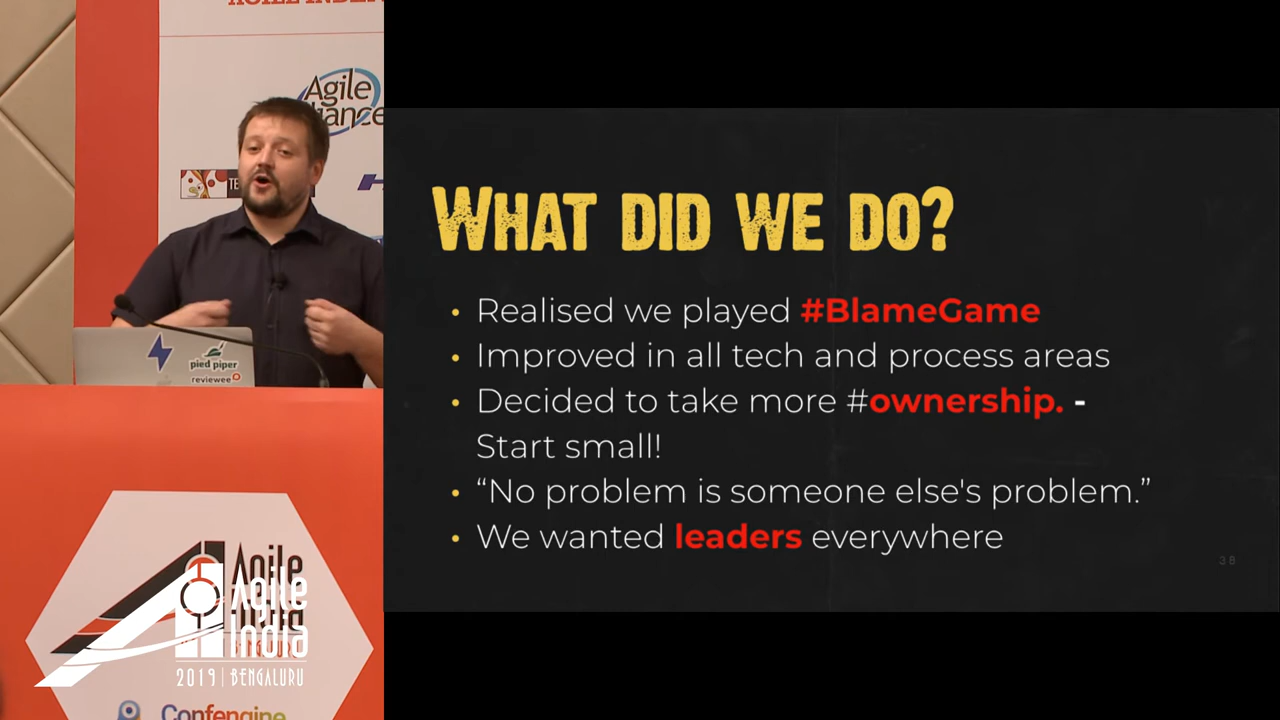 Agile
WHAT DID WE DO?
• Realised we played #BlameGame
• Improved in all tech and process areas
• Decided to take more #ownership. -
Start small!
• “No problem is someone else's problem.”
• We wanted leaders everywhere
38
pied piper
reviewee
Agile
India
Agile
India
2019 | BENGALURU
Confengine